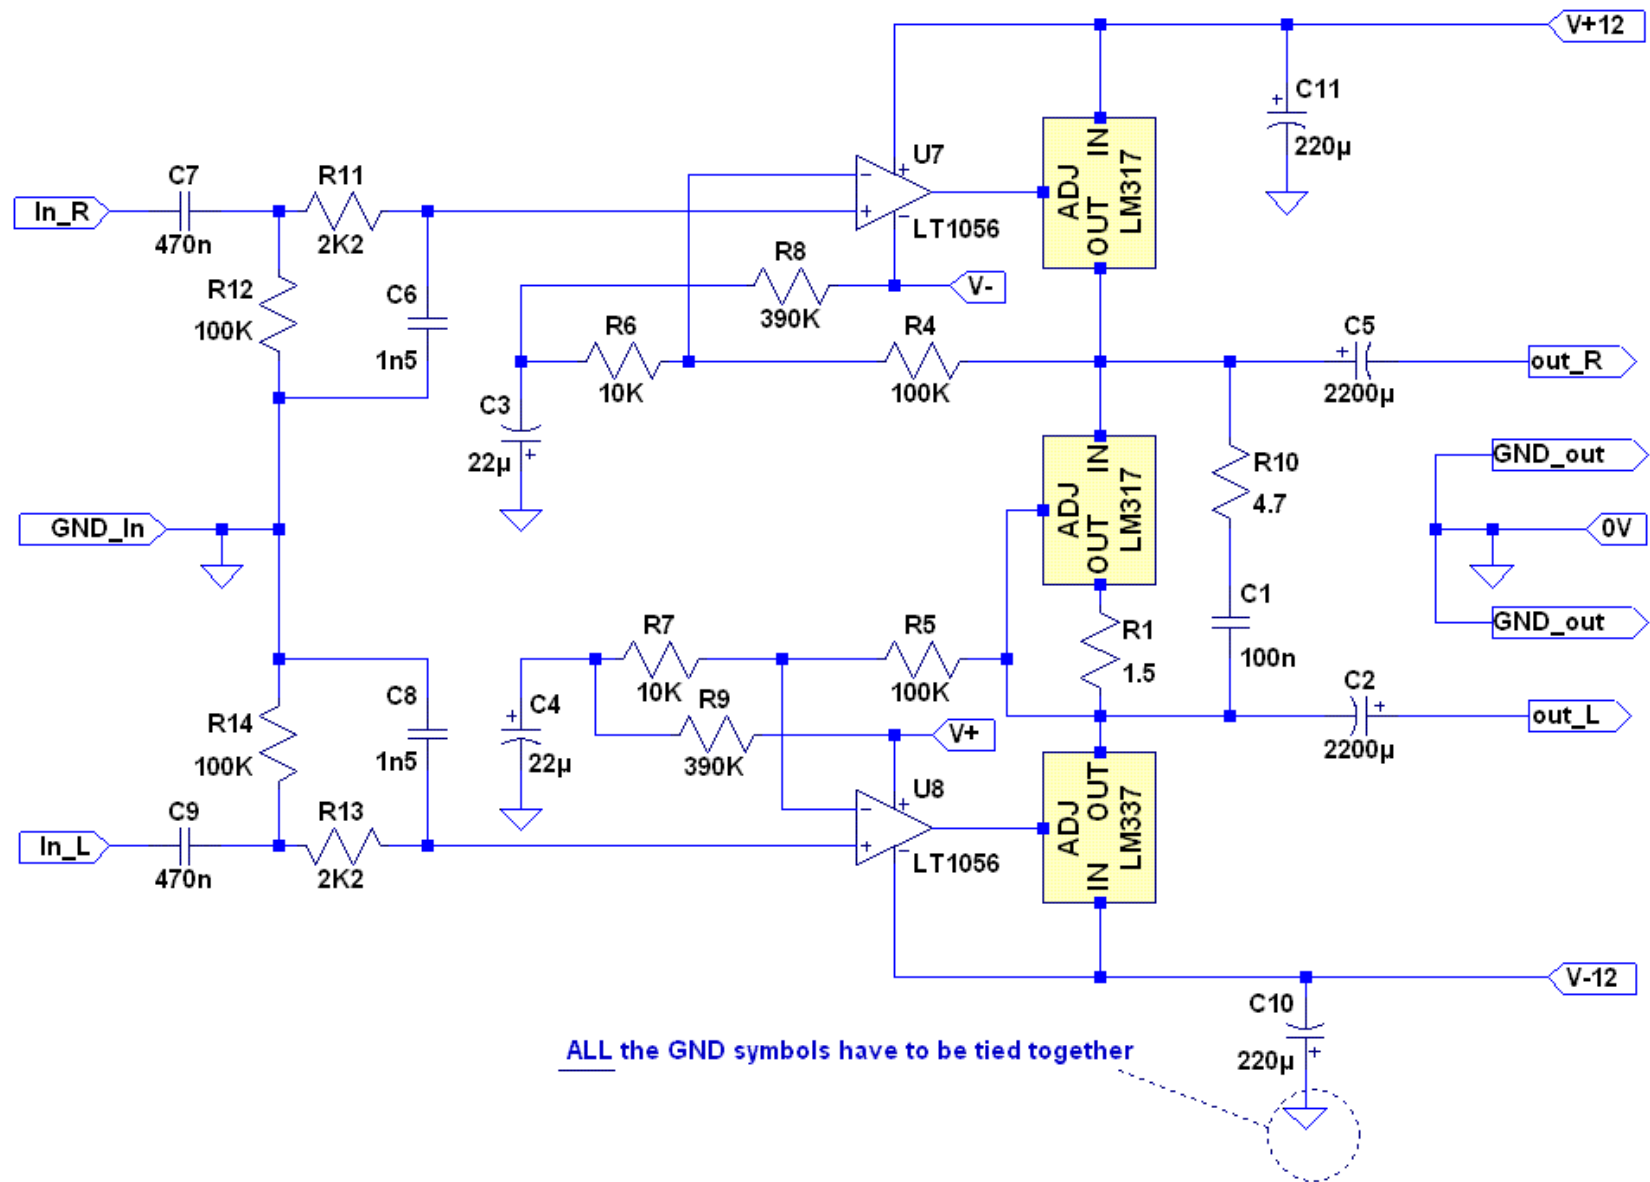 V+12
C11
+
220µ
IN
ADJ
OUT
LM317
U7
+
−
+
−
LT1056
C7
470n
R11
2K2
In_R
R12
100K
C6
1n5
R8
390K
V-
R6
10K
R4
100K
C5
+
2200µ
out_R
C3
22µ
+
IN
ADJ
OUT
LM317
R10
4.7
GND_out
GND_In
0V
C1
100n
GND_out
R7
10K
R5
100K
R1
1.5
C4
+
22µ
R9
390K
V+
C2
+
2200µ
out_L
C8
1n5
R14
100K
C9
470n
R13
2K2
In_L
U8
+
−
+
−
LT1056
OUT
ADJ
IN
LM337
V-12
C10
220µ
+
ALL the GND symbols have to be tied together